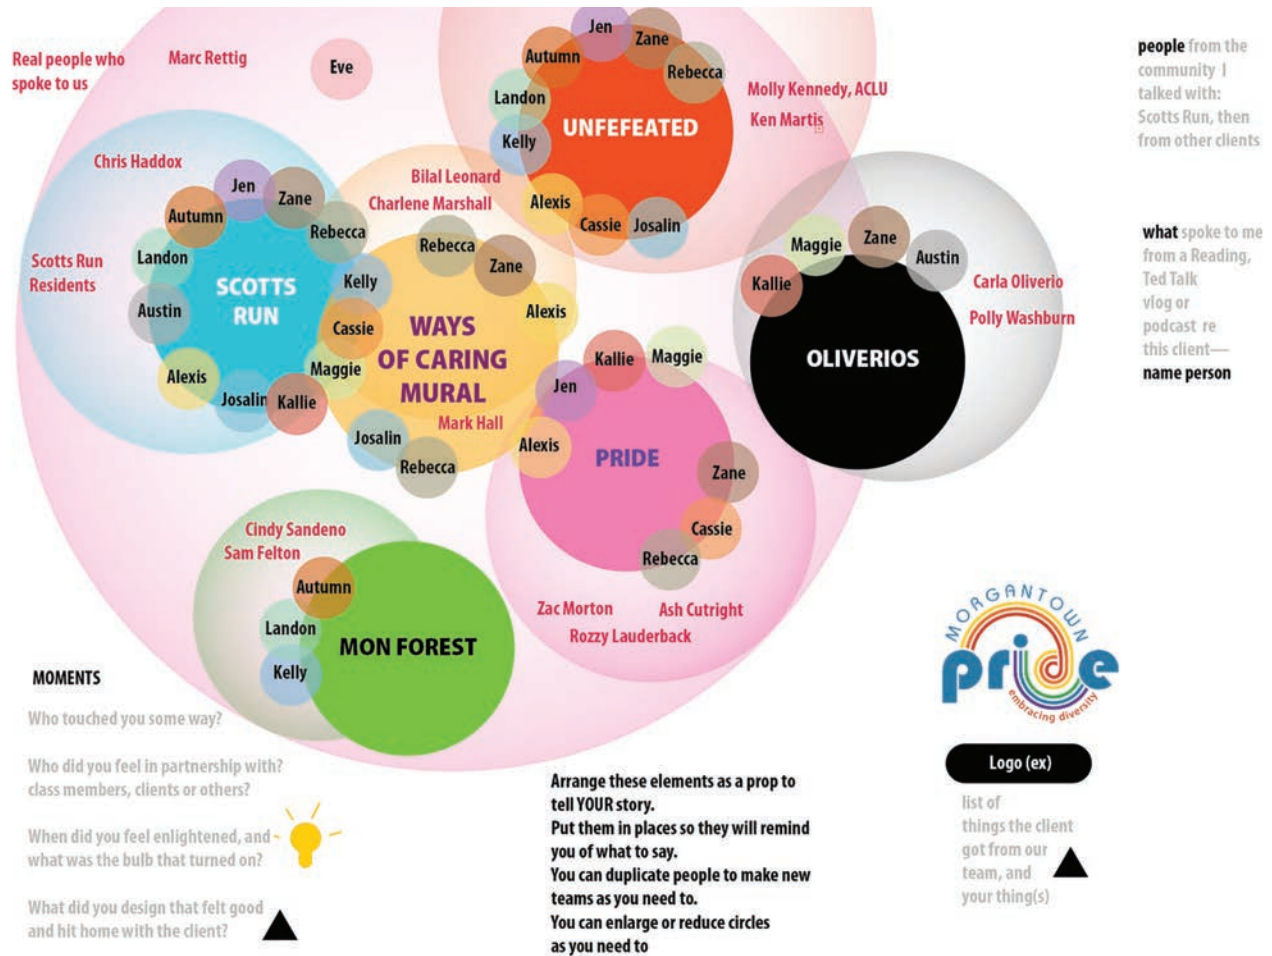 Real people who
spoke to us
Marc Rettig
Eve
Jen
Zane
Autumn
Rebecca
Landon
Kelly
UNFEFEATED
Alexis
Cassie
Josalin
Molly Kennedy, ACLU
Ken Martis
people from the
community I
talked with:
Scotts Run, then
from other clients
Chris Haddox
Jen
Zane
Autumn
Rebecca
Landon
Scotts Run
Residents
Austin
SCOTTS
RUN
Kelly
Cassie
Maggie
Alexis
Josalin
Kallie
Bilal Leonard
Charlene Marshall
Rebecca
Zane
Alexis
WAYS
OF CARING
MURAL
Mark Hall
Josalin
Rebecca
Maggie
Zane
Austin
Kallie
Carla Oliverio
Polly Washburn
OLIVERIOS
what spoke to me
from a Reading,
Ted Talk
vlog or
podcast re
this client—
name person
Kallie
Maggie
Jen
Alexis
PRIDE
Zane
Cassie
Rebecca
Zac Morton
Ash Cutright
Rozzy Lauderback
Cindy Sandeno
Sam Felton
Autumn
Landon
Kelly
MON FOREST
MORGANTOWN
pride
embracing diversity
MOMENTS
Who touched you some way?
Who did you feel in partnership with?
class members, clients or others?
When did you feel enlightened, and
what was the bulb that turned on?
What did you design that felt good
and hit home with the client?
Arrange these elements as a prop to
tell YOUR story.
Put them in places so they will remind
you of what to say.
You can duplicate people to make new
teams as you need to.
You can enlarge or reduce circles
as you need to
Logo (ex)
list of
things the client
got from our
team, and
your thing(s)